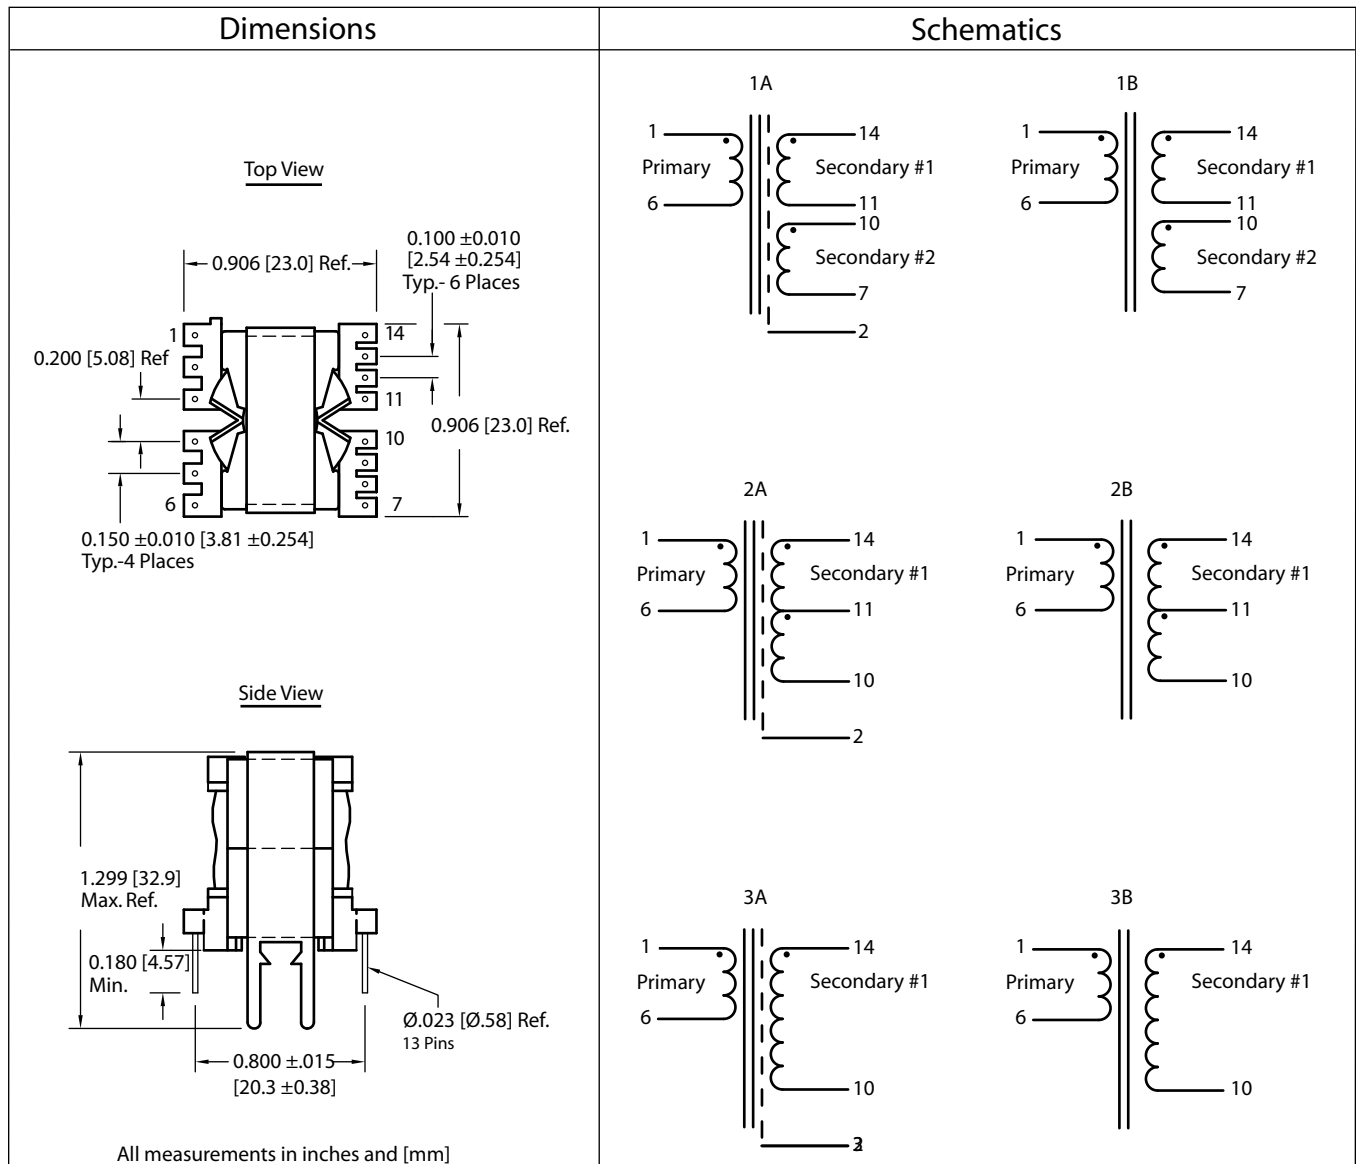 Dimensions
Schematics
Top View
0.906 [23.0] Ref.
0.100 ±0.010
[2.54 ±0.254]
Typ.- 6 Places
1
14
0.200 [5.08] Ref
11
0.906 [23.0] Ref.
10
6
7
0.150 ±0.010 [3.81 ±0.254]
Typ.-4 Places
Side View
1.299 [32.9]
Max. Ref.
0.180 [4.57]
Min.
Ø.023 [Ø.58] Ref.
13 Pins
0.800 ±.015
[20.3 ±0.38]
All measurements in inches and [mm]
1A
1
14
Primary
Secondary #1
6
11
10
Secondary #2
7
2
1B
1
14
Primary
Secondary #1
6
11
10
Secondary #2
7
2A
1
14
Primary
Secondary #1
6
11
10
2
2B
1
14
Primary
Secondary #1
6
11
10
3A
1
14
Primary
Secondary #1
6
10
3B
1
14
Primary
Secondary #1
6
10